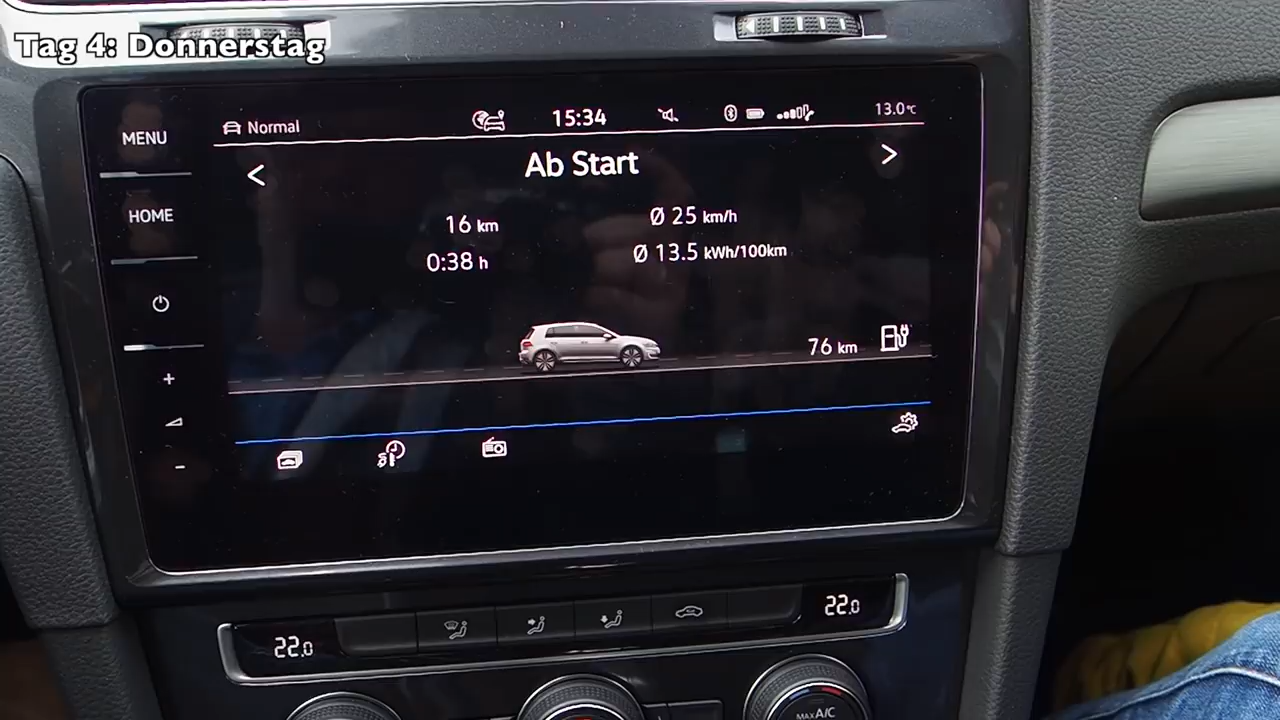 Tag 4: Donnerstag
MENU
HOME
+
-
Normal
15:34
13.0°C
< Ab Start >
16 km
Ø 25 km/h
0:38 h
Ø 13.5 kWh/100km
76 km
22.0
22.0
MAX A/C